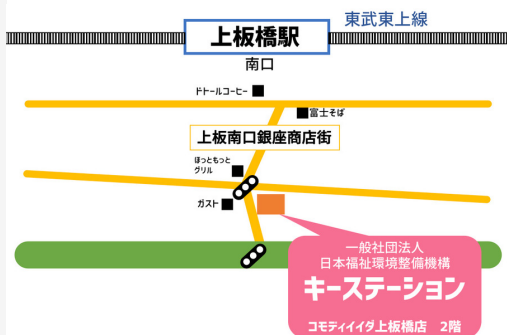 東武東上線
上板橋駅
南口
ドトールコーヒー
富士そば
上板南口銀座商店街
ほっともっと
グリル
ガスト
一般社団法人
日本福祉環境整備機構
キーステーション
コモディイイダ上板橋店 2階